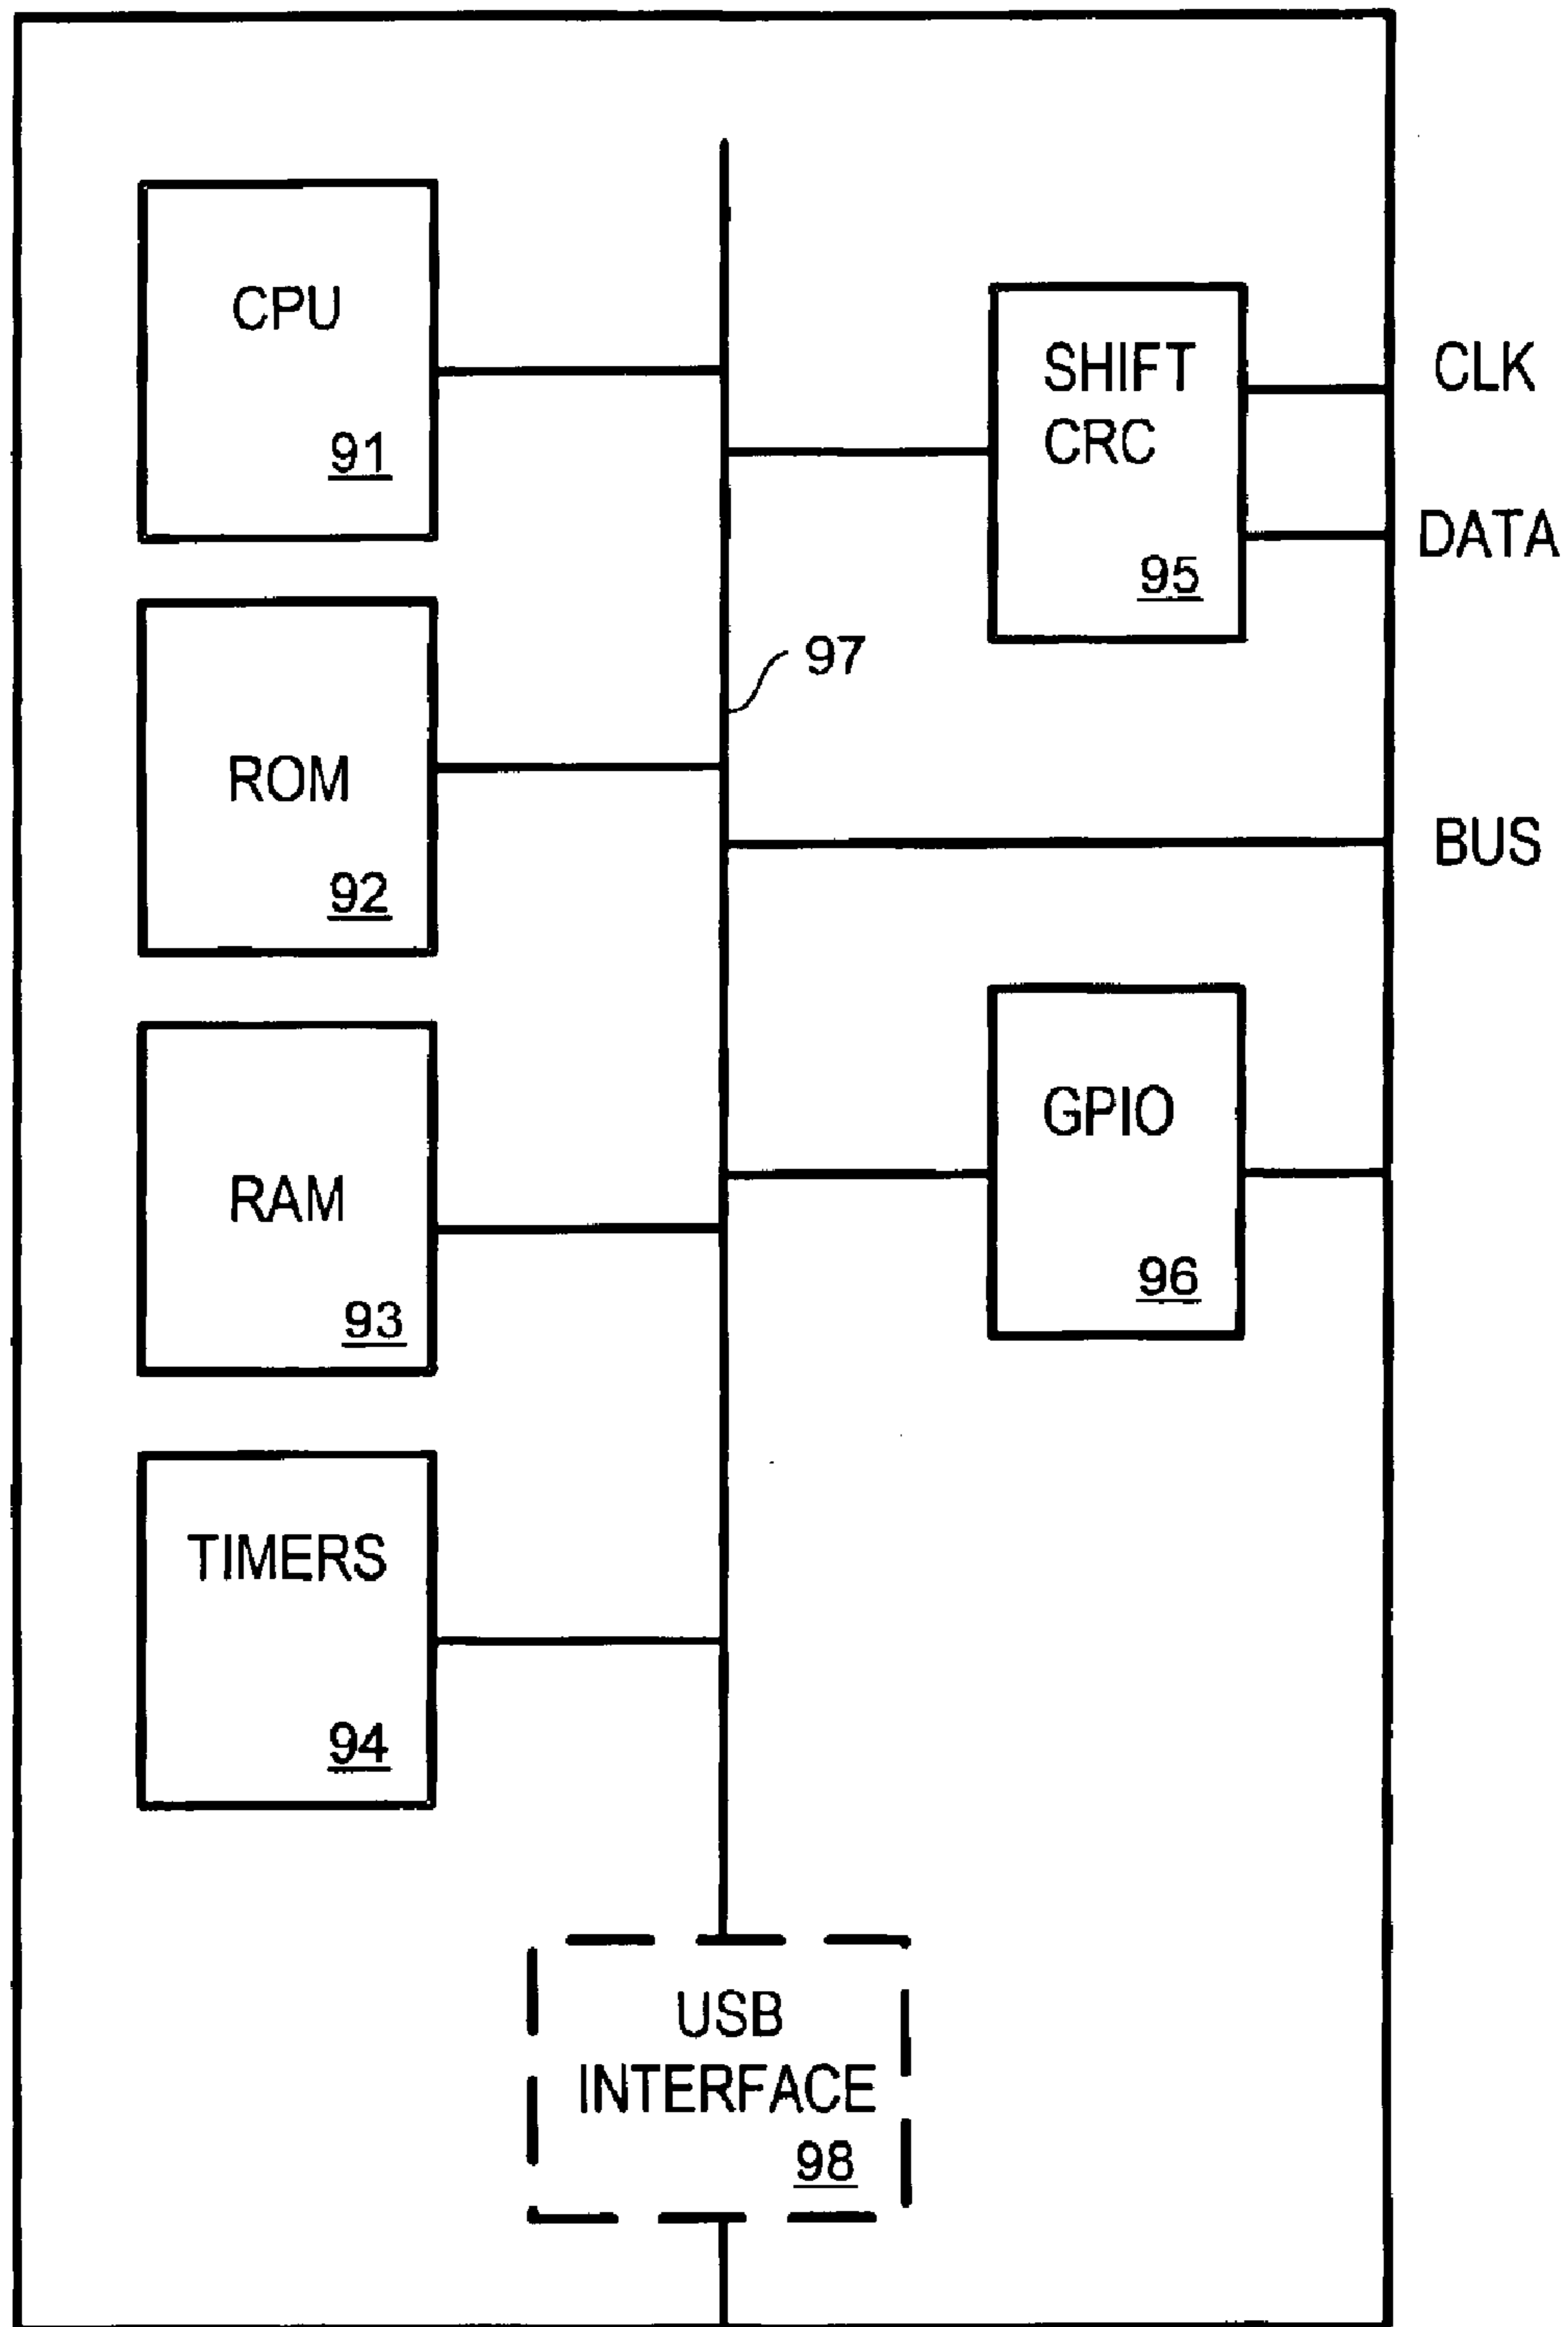 CPU
91
SHIFT
CRC
95
CLK
DATA
97
ROM
92
BUS
RAM
93
GPIO
96
TIMERS
94
USB
INTERFACE
98